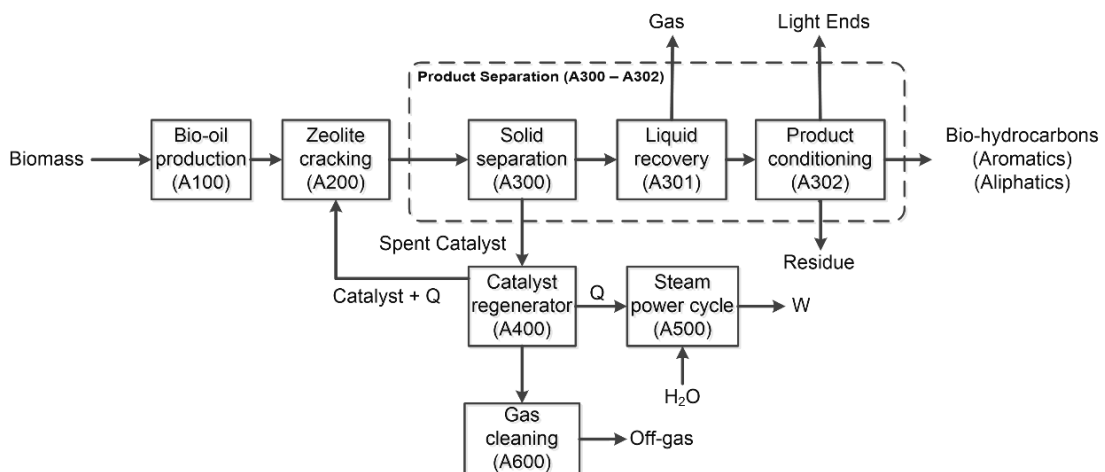 Gas
Light Ends
Product Separation (A300 – A302)
Biomass
Bio-oil
production
(A100)
Zeolite
cracking
(A200)
Solid
separation
(A300)
Liquid
recovery
(A301)
Product
conditioning
(A302)
Bio-hydrocarbons
(Aromatics)
(Aliphatics)
Spent Catalyst
Residue
Catalyst + Q
Catalyst
regenerator
(A400)
Q
Steam
power cycle
(A500)
W
H₂O
Gas
cleaning
(A600)
Off-gas